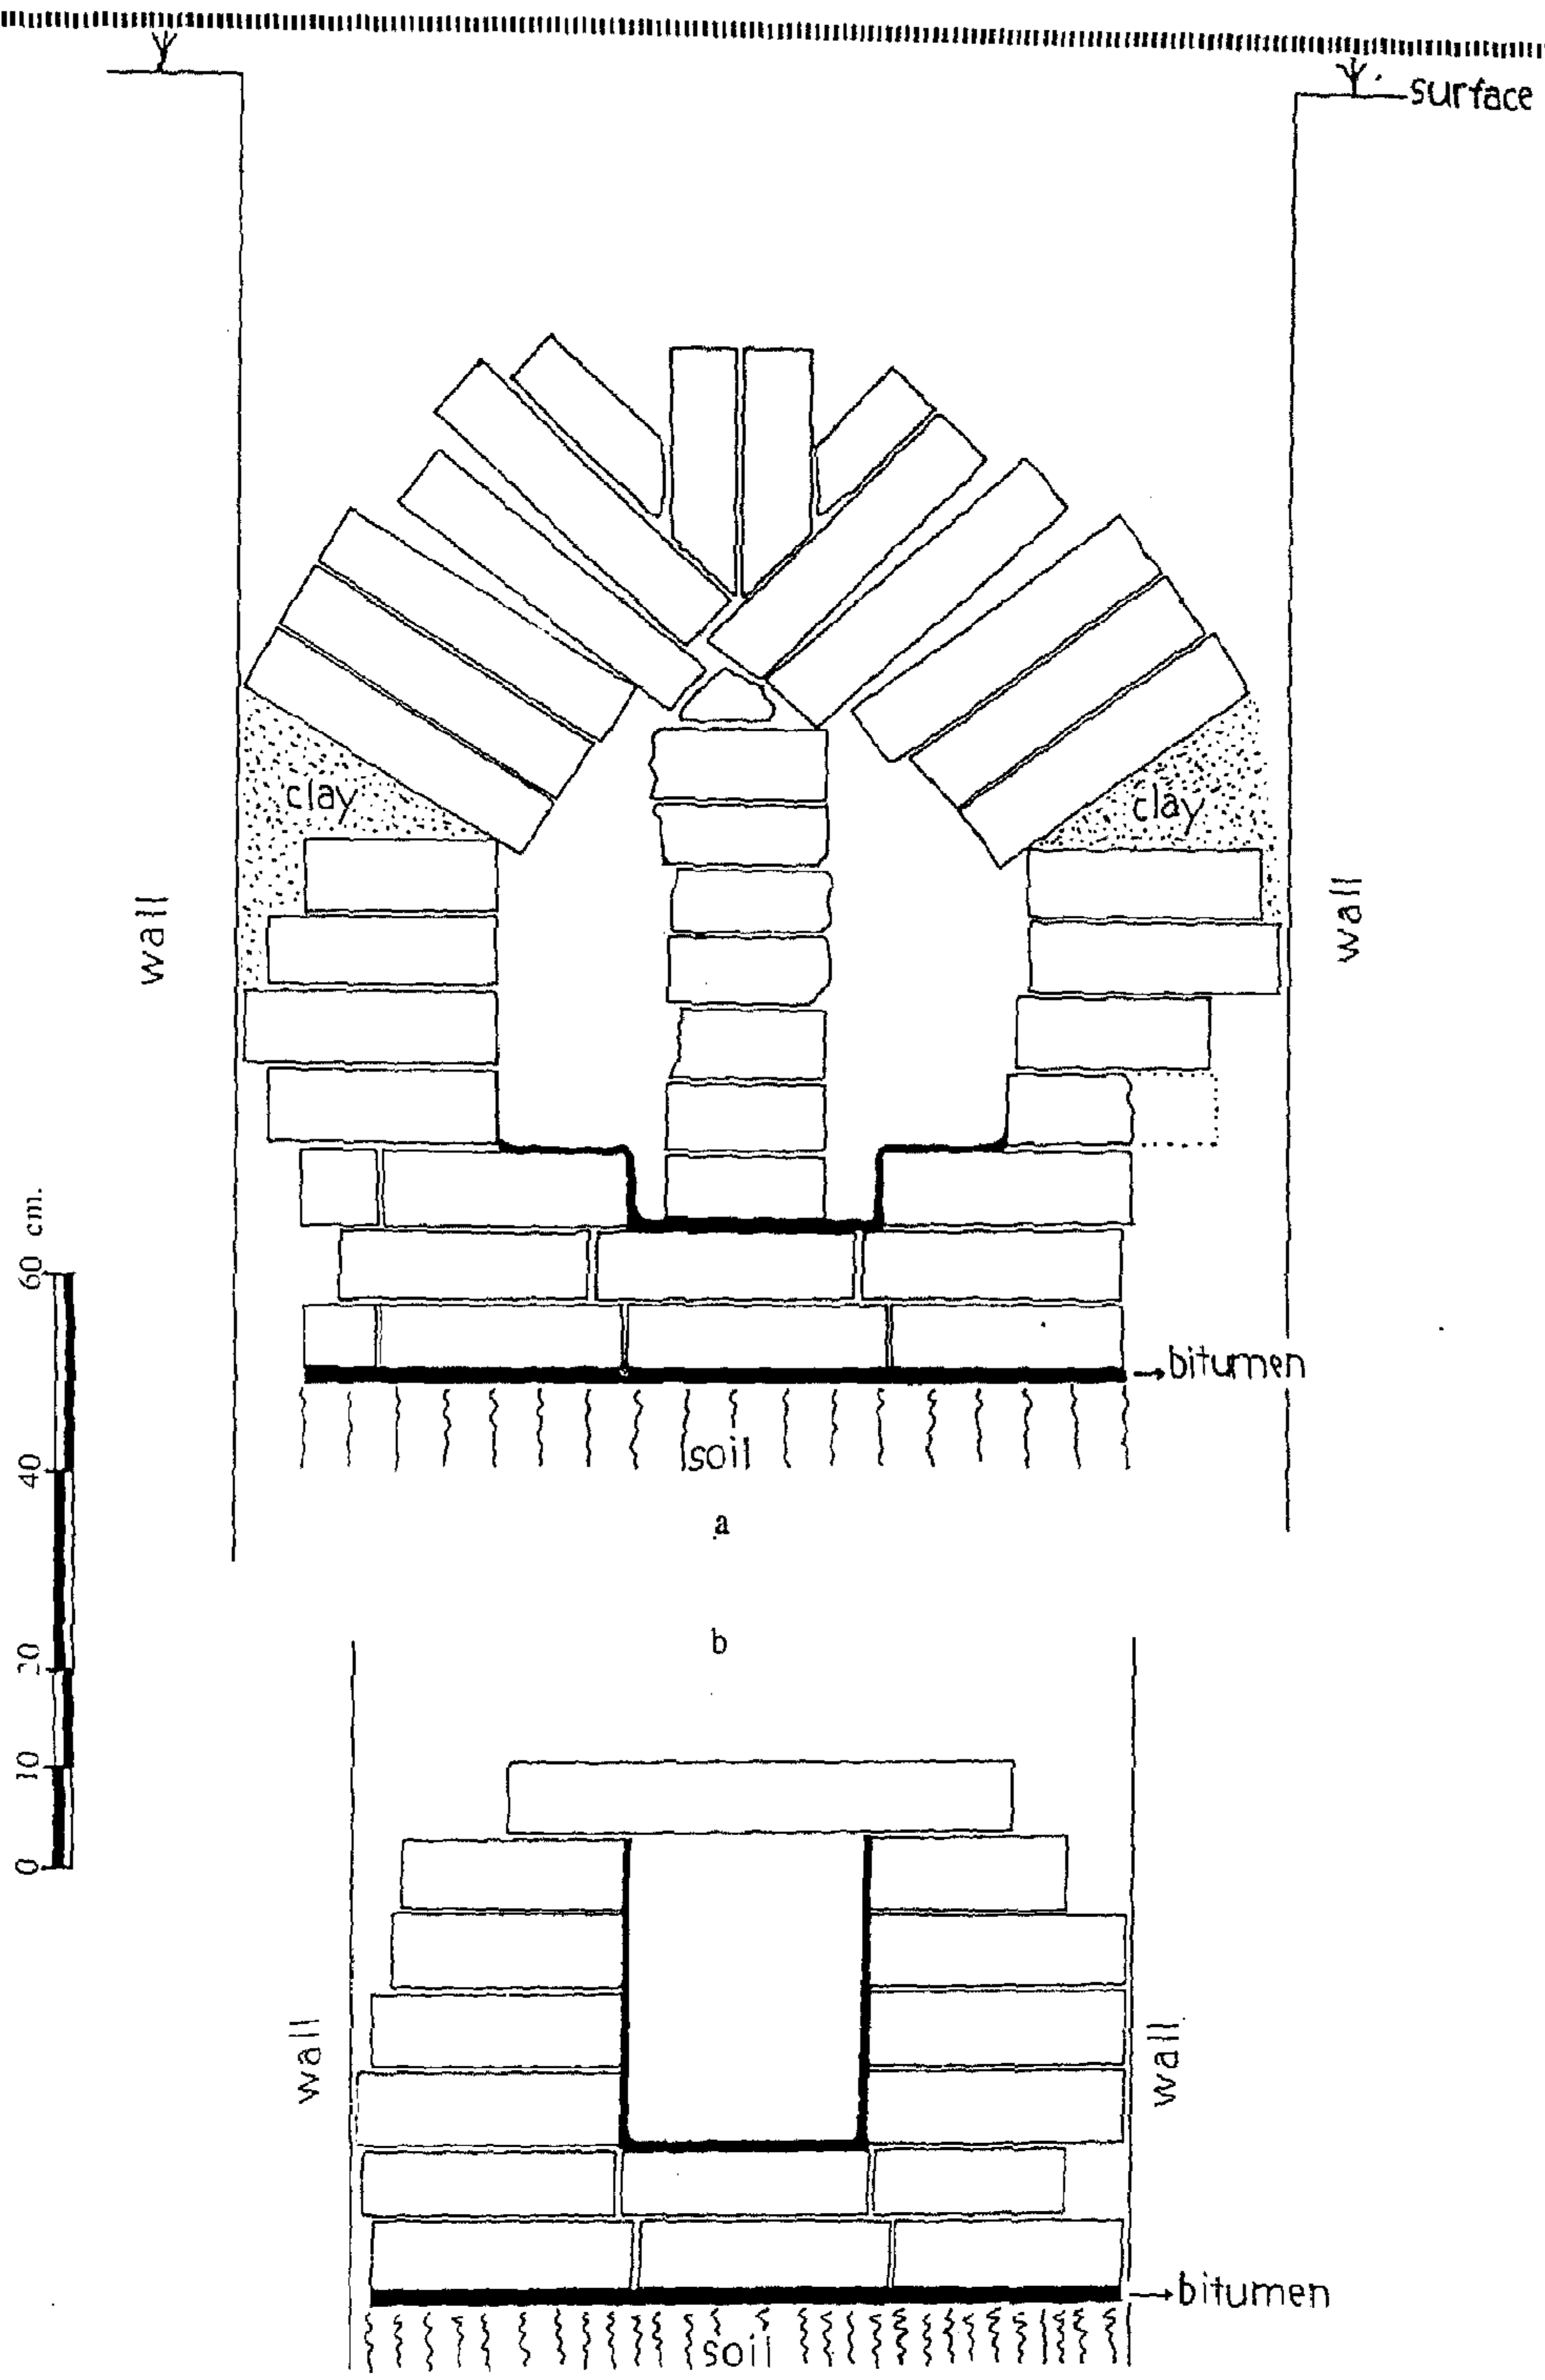 surface
clay
clay
wall
wall
60 cm.
40
20
10
0
bitumen
soil
a
b
wall
wall
bitumen
soil